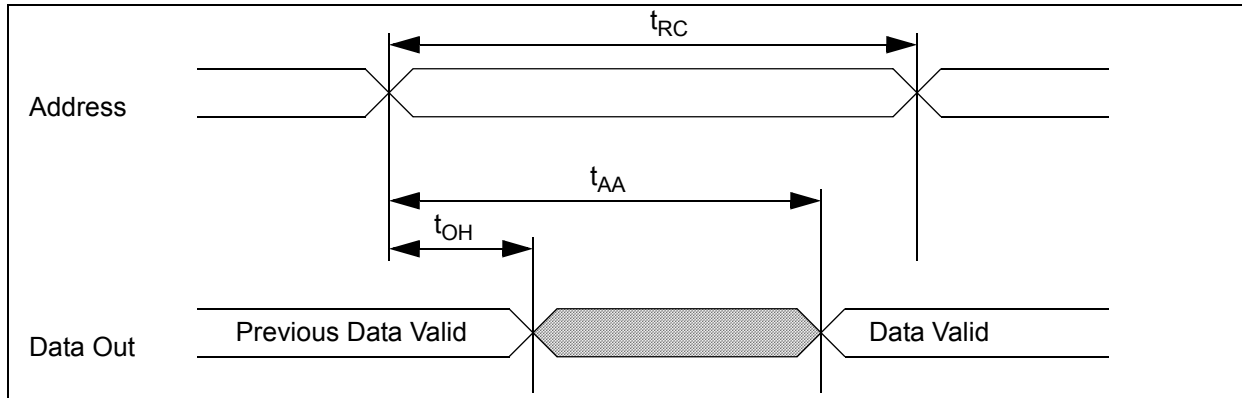 tRC
Address
tAA
tOH
Previous Data Valid
Data Valid
Data Out